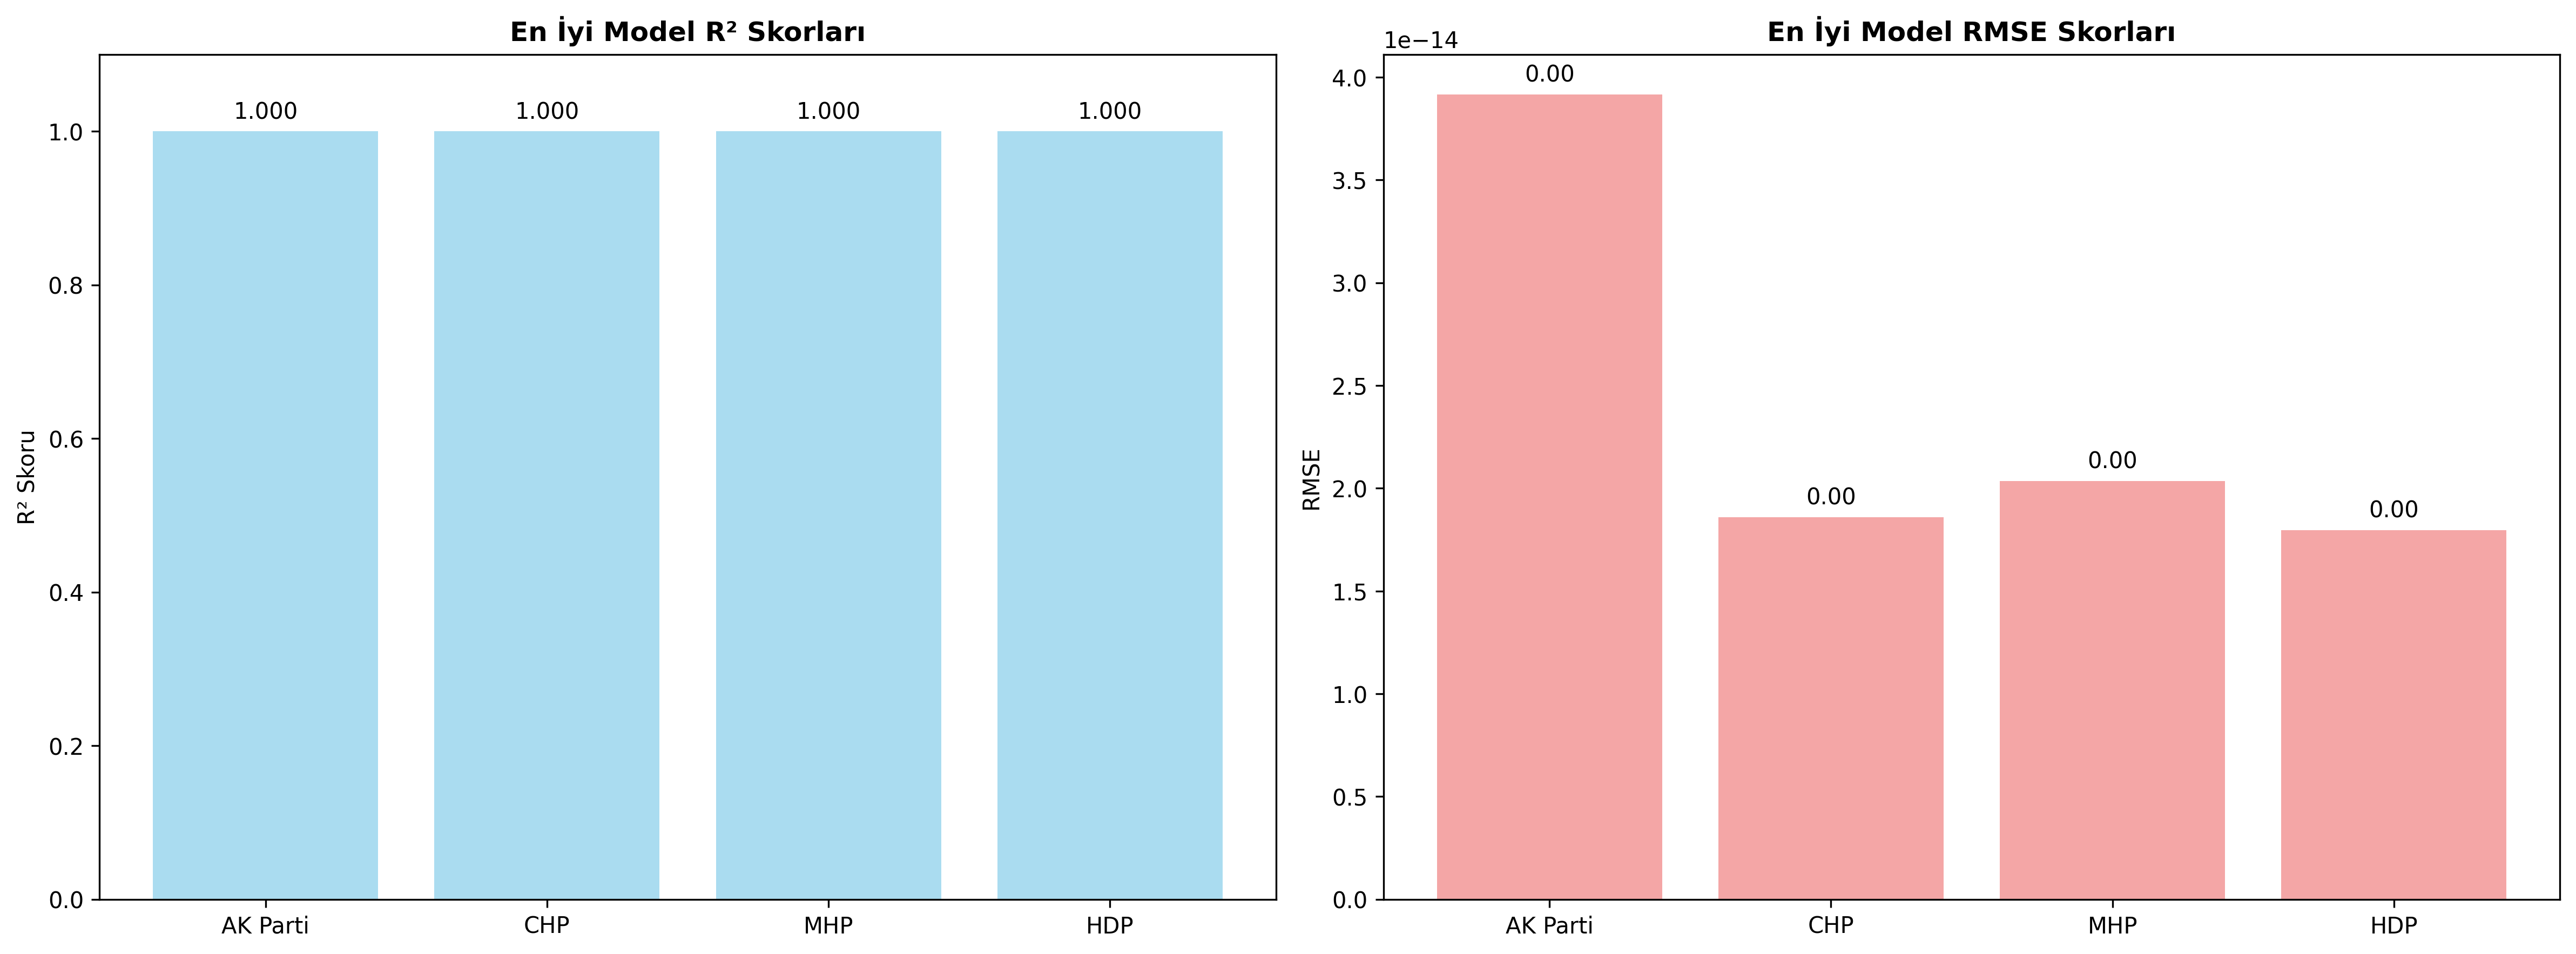 En İyi Model R² Skorları
1.000 1.000 1.000 1.000
1.0
0.8
0.6
0.4
0.2
0.0
R² Skoru
AK Parti CHP MHP HDP
En İyi Model RMSE Skorları
1e−14
0.00
0.00
0.00
0.00
4.0
3.5
3.0
2.5
2.0
1.5
1.0
0.5
0.0
RMSE
AK Parti CHP MHP HDP